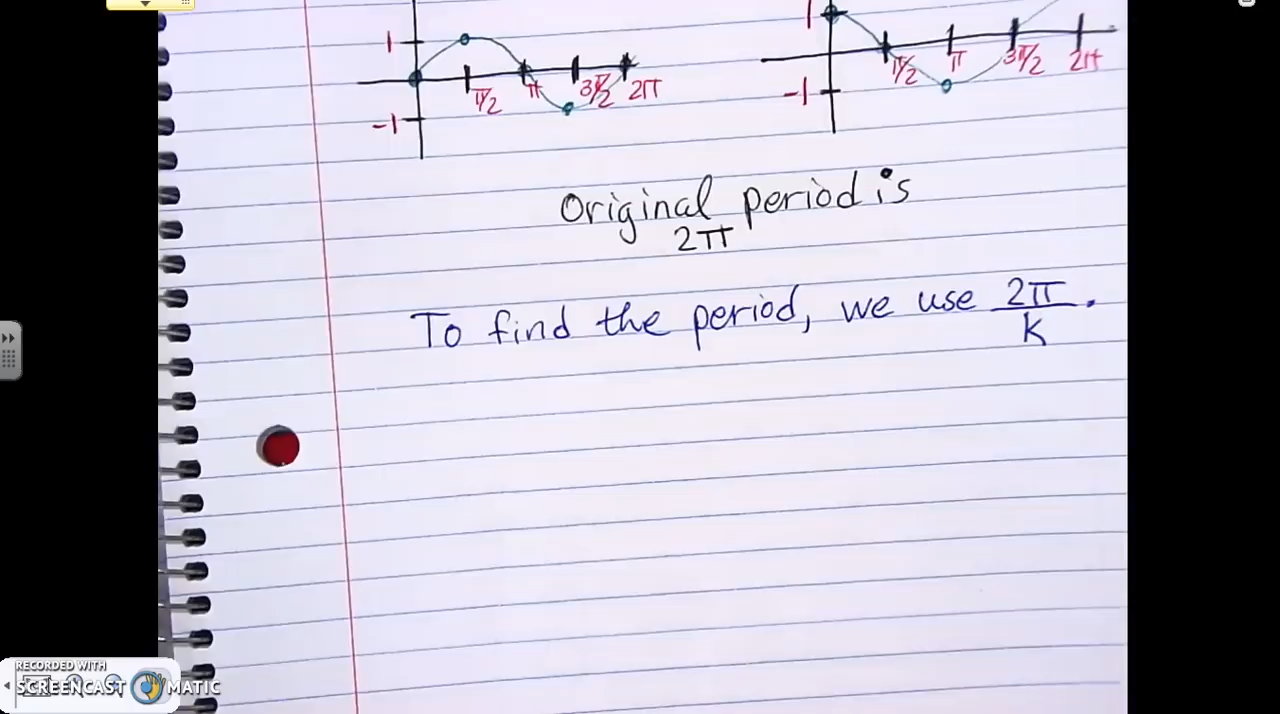 1
-1
π/2 π 3π/2 2π
1
-1
π/2 π 3π/2 2π
Original period is
2π
To find the period, we use 2π/k.
RECORDED WITH
SCREENCAST MATIC